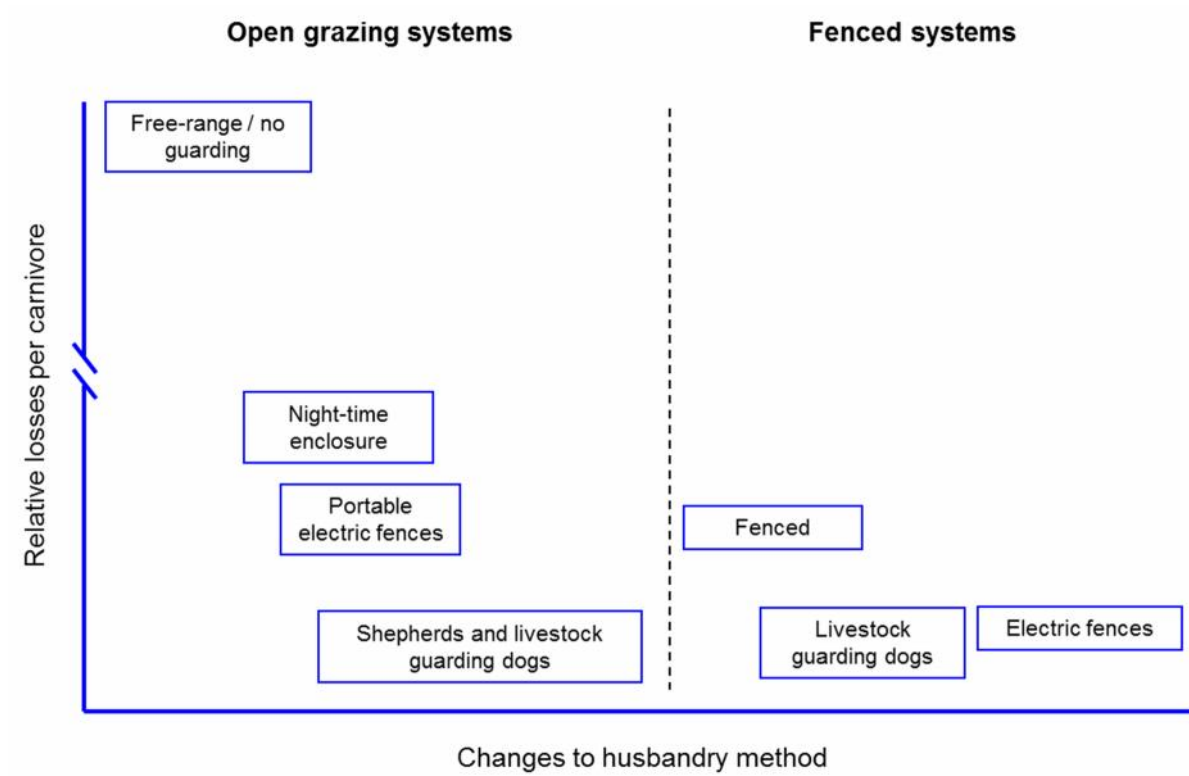 Open grazing systems
Fenced systems
Free-range / no
guarding
Night-time
enclosure
Portable
electric fences
Shepherds and livestock
guarding dogs
Fenced
Livestock
guarding dogs
Electric fences
Relative losses per carnivore
Changes to husbandry method